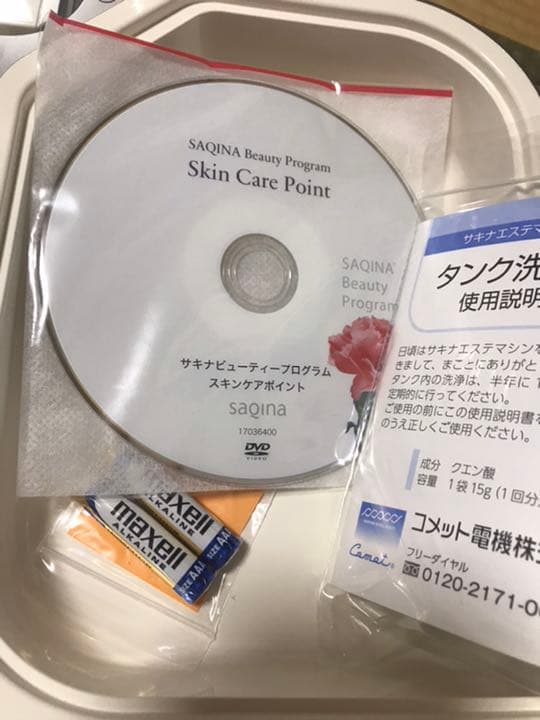 SAQINA Beauty Program
Skin Care Point
SAQINA
Beauty
Program
サキナビューティープログラム
スキンケアポイント
saqina
17036400
DVD
VIDEO
maxell
ALKALINE
SIZE AAA
maxell
ALKALINE
SIZE AAA
サキナエステマ
タンク洗
使用説明
日頃はサキナエステマシンを
きまして、まことにありがと
タンク内の洗浄は、半年に1
定期的に行ってください。
ご使用の前にこの使用説明書を
のうえ正しくご使用ください。
成分 クエン酸
容量 1袋15g(1回分
Comet
コメット電機株式
フリーダイヤル
0120-2171-0